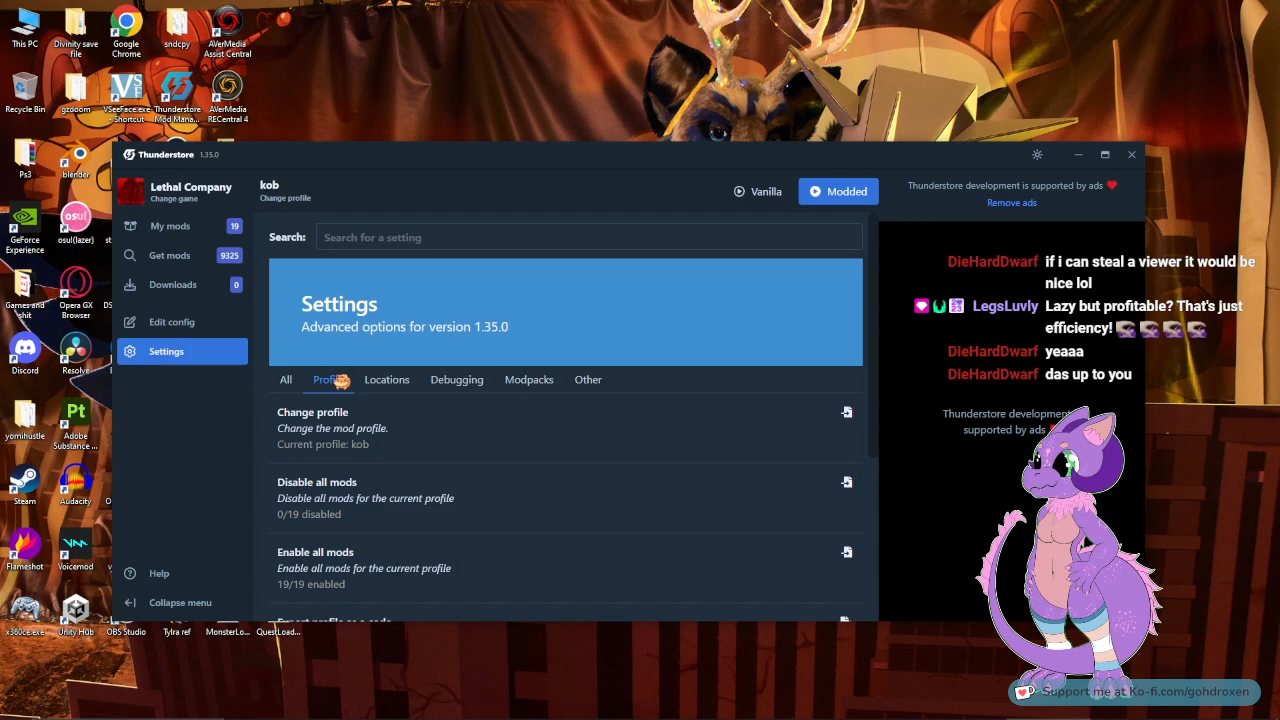 This PC
Divinity save
file
Google
Chrome
sndcpy
AVerMedia
Assist Central
Recycle Bin
gzdoom
VSeeFace.exe
- Shortcut
Thunderstore
Mod Mana...
AVerMedia
RECentral 4
Ps3
blender
GeForce
Experience
osu!
osu!(lazer)
Games and
shit
Opera GX
Browser
Discord
Resolve
yomihustle
Pt
Adobe
Substance ...
Steam
Audacity
Flameshot
Voicemod
x360ce.exe
Unity Hub
OBS Studio
Tylra ref
MonsterLo...
QuestLoad...
Thunderstore 1.35.0
Lethal Company
Change game
kob
Change profile
Vanilla
Modded
Thunderstore development is supported by ads
Remove ads
My mods 19
Get mods 9325
Downloads 0
Edit config
Settings
Help
Collapse menu
Search: Search for a setting
Settings
Advanced options for version 1.35.0
All
Locations
Debugging
Modpacks
Other
Change profile
Change the mod profile.
Current profile: kob
Disable all mods
Disable all mods for the current profile
0/19 disabled
Enable all mods
Enable all mods for the current profile
19/19 enabled
DieHardDwarf if i can steal a viewer it would be
nice lol
LegsLuvly Lazy but profitable? That's just
efficiency!
DieHardDwarf yeaaa
DieHardDwarf das up to you
Thunderstore development
supported by ads
Support me at Ko-fi.com/gohdroxen